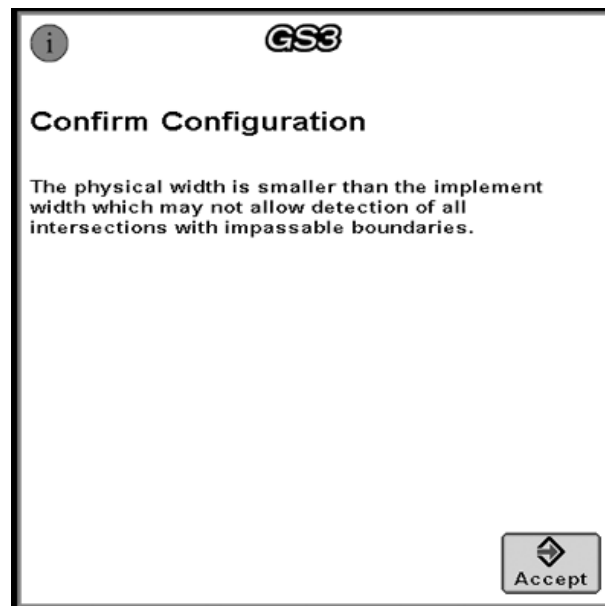 i
GS3
Confirm Configuration
The physical width is smaller than the implement
width which may not allow detection of all
intersections with impassable boundaries.
Accept